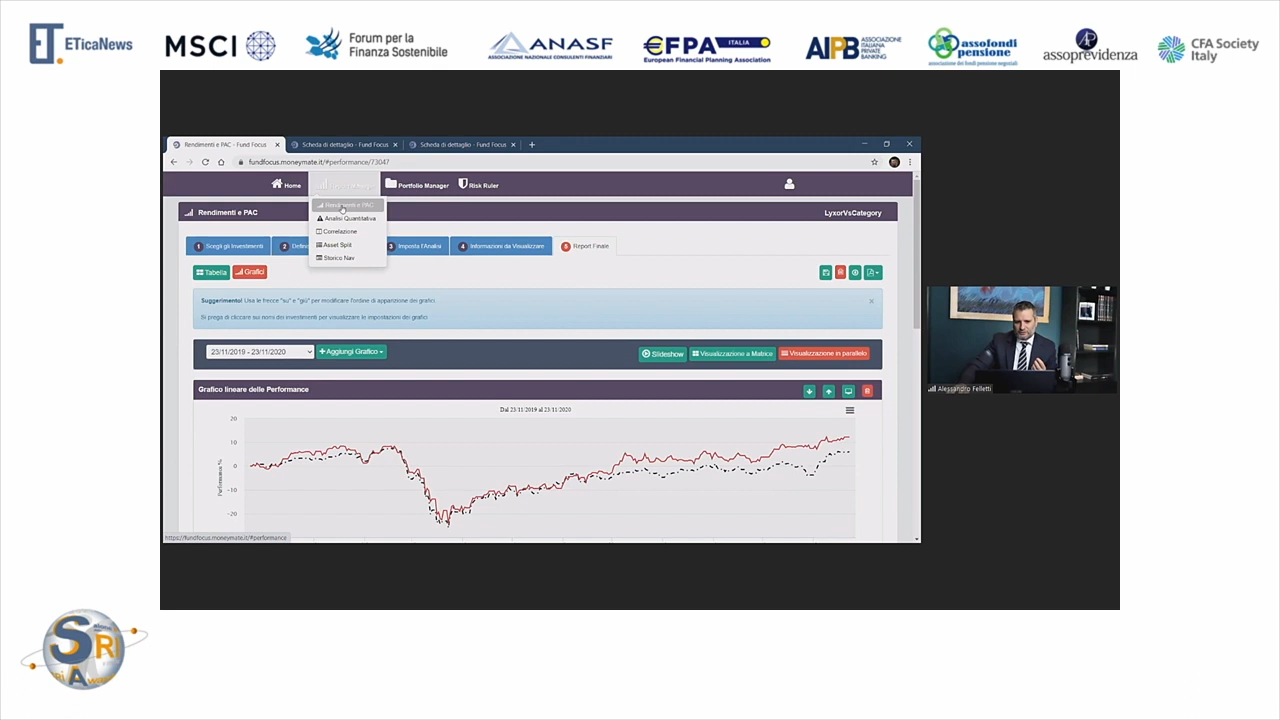 ETicaNews
MSCI
Forum per la
Finanza Sostenibile
ANASF
ASSOCIAZIONE NAZIONALE CONSULENTI FINANZIARI
€FPA ITALIA
European Financial Planning Association
AIPB ASSOCIAZIONE
ITALIANA
PRIVATE
BANKING
assofondi
pensione
associazione dei fondi pensione negoziali
AP
assoprevidenza
CFA Society
Italy
Rendimenti e PAC - Fund Focus
Scheda di dettaglio - Fund Focus
Scheda di dettaglio - Fund Focus
fundfocus.moneymate.it/#performance/73047
Home
Portfolio Manager
Risk Ruler
Rendimenti e PAC
Analisi Quantitativa
Correlazione
Asset Split
Storico Nav
Rendimenti e PAC
LyxorVsCategory
1 Scegli gli Investimenti
2
3 Imposta l'Analisi
4 Informazioni da Visualizzare
5 Report Finale
Tabella
Grafici
Suggerimento! Usa le frecce "su" e "giù" per modificare l'ordine di apparizione dei grafici.
Si prega di cliccare sui nomi dei investimenti per visualizzare le impostazioni dei grafici
23/11/2019 - 23/11/2020
Aggiungi Grafico
Slideshow
Visualizzazione a Matrice
Visualizzazione in parallelo
Grafico lineare delle Performance
Dal 23/11/2019 al 23/11/2020
Performance %
20
10
0
-10
-20
https://fundfocus.moneymate.it/#performance
Alessandro Felletti
SRI